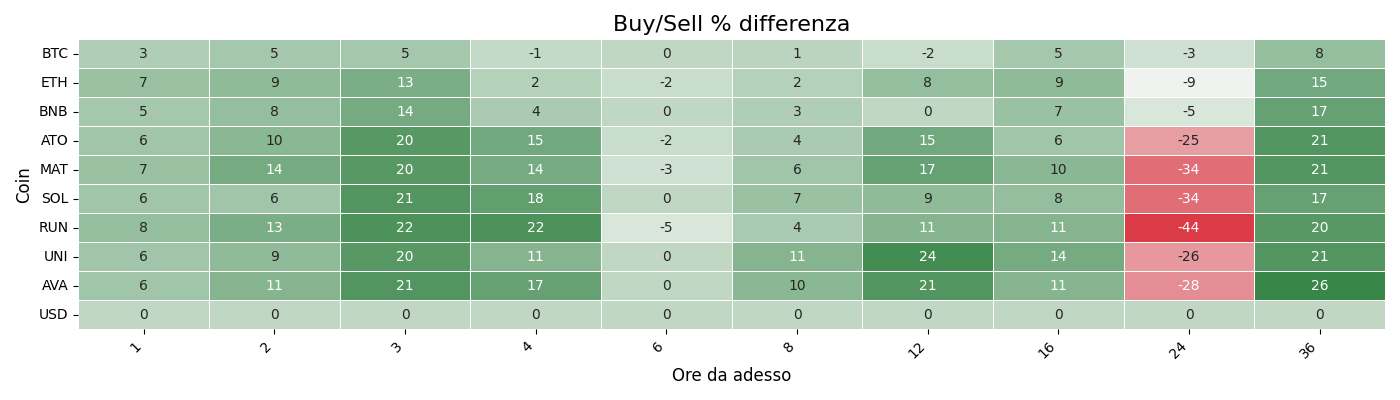 Buy/Sell % differenza
Coin
BTC 3 5 5 -1 0 1 -2 5 -3 8
ETH 7 9 13 2 -2 2 8 9 -9 15
BNB 5 8 14 4 0 3 0 7 -5 17
ATO 6 10 20 15 -2 4 15 6 -25 21
MAT 7 14 20 14 -3 6 17 10 -34 21
SOL 6 6 21 18 0 7 9 8 -34 17
RUN 8 13 22 22 -5 4 11 11 -44 20
UNI 6 9 20 11 0 11 24 14 -26 21
AVA 6 11 21 17 0 10 21 11 -28 26
USD 0 0 0 0 0 0 0 0 0 0
1 2 3 4 6 8 12 16 24 36
Ore da adesso